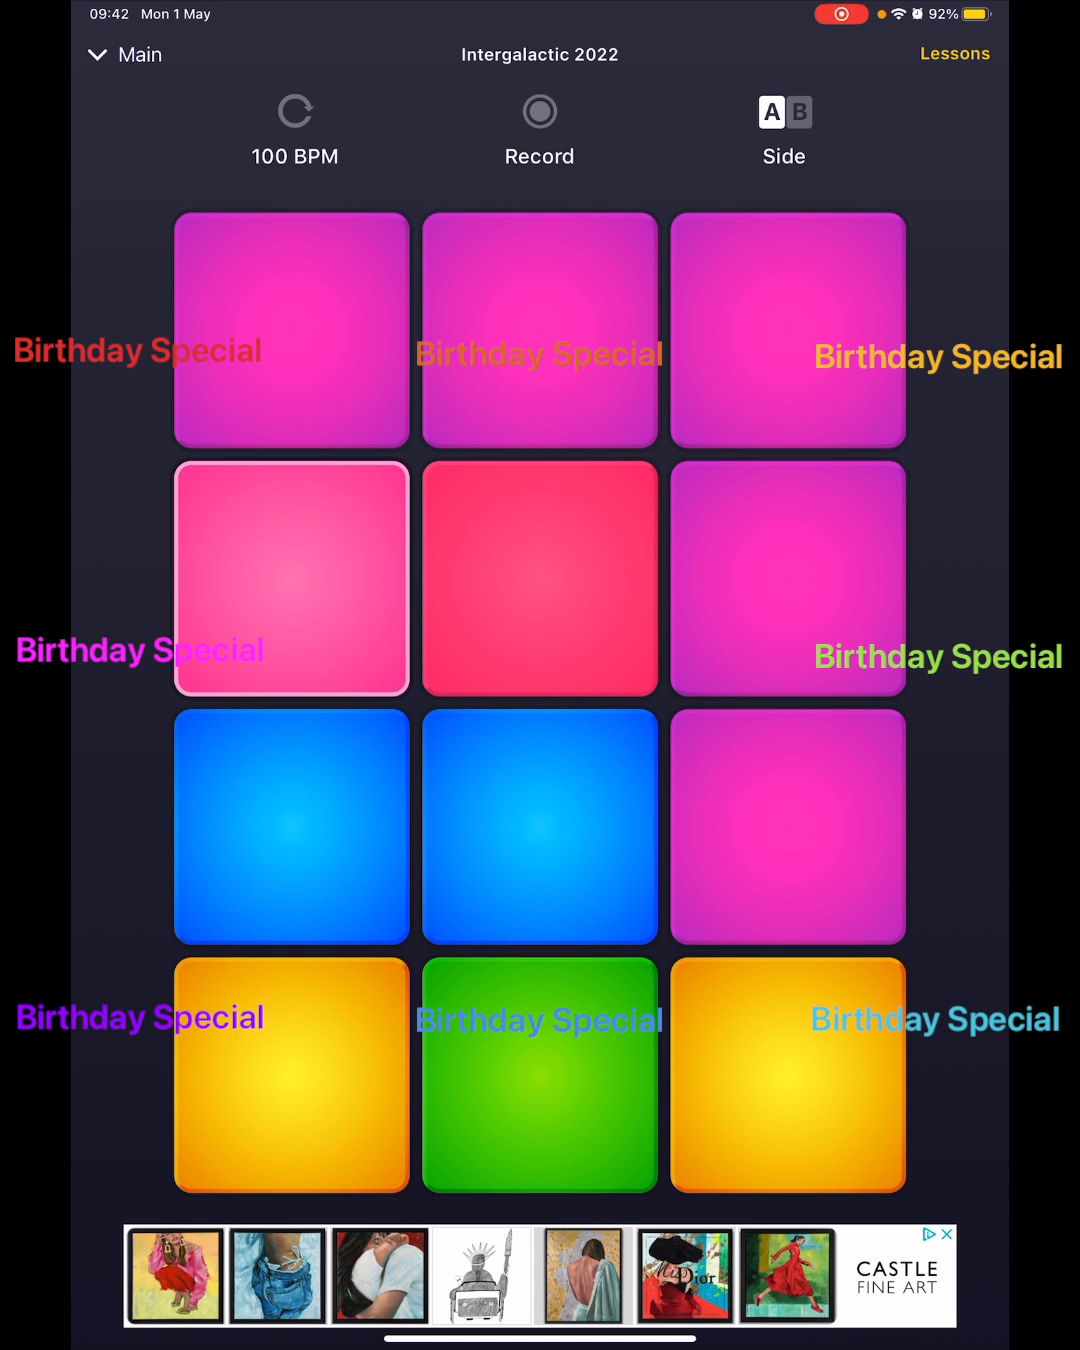 09:42 Mon 1 May 92%
Main Intergalactic 2022 Lessons
A B
100 BPM Record Side
Birthday Special Birthday Special Birthday Special
Birthday Special Birthday Special
Birthday Special Birthday Special Birthday Special
Miss Dior
CASTLE
FINE ART